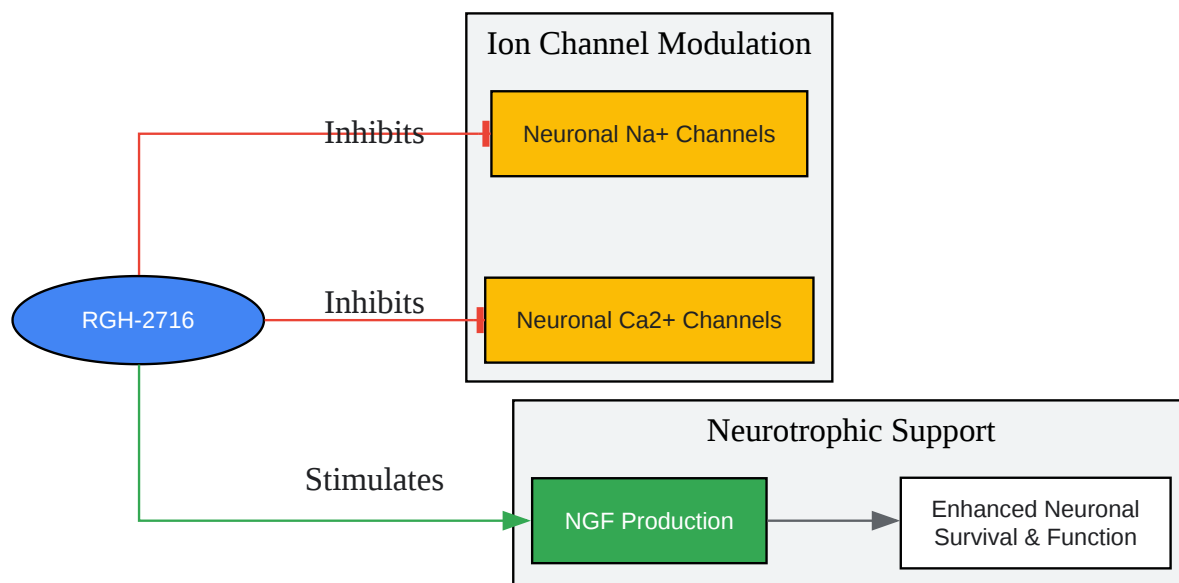 Ion Channel Modulation
Inhibits
Neuronal Na+ Channels
RGH-2716
Inhibits
Neuronal Ca2+ Channels
Neurotrophic Support
Stimulates
NGF Production
Enhanced Neuronal
Survival & Function